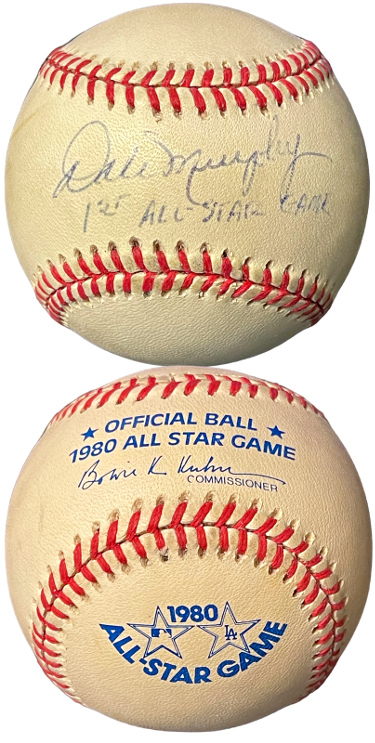 Dale Murphy
1ST ALL-STAR GAME
★ OFFICIAL BALL ★
1980 ALL STAR GAME
Bowie K Kuhn
COMMISSIONER
1980
LA
ALL-STAR GAME